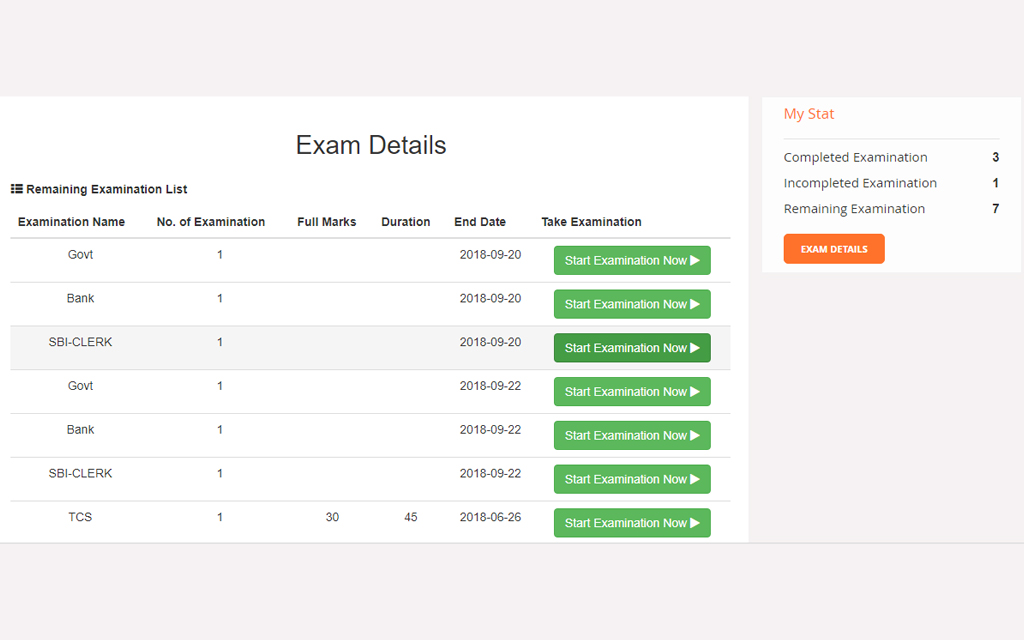 Exam Details
Remaining Examination List
Examination Name No. of Examination Full Marks Duration End Date Take Examination
Govt 1 2018-09-20 Start Examination Now
Bank 1 2018-09-20 Start Examination Now
SBI-CLERK 1 2018-09-20 Start Examination Now
Govt 1 2018-09-22 Start Examination Now
Bank 1 2018-09-22 Start Examination Now
SBI-CLERK 1 2018-09-22 Start Examination Now
TCS 1 30 45 2018-06-26 Start Examination Now
My Stat
Completed Examination 3
Incompleted Examination 1
Remaining Examination 7
EXAM DETAILS